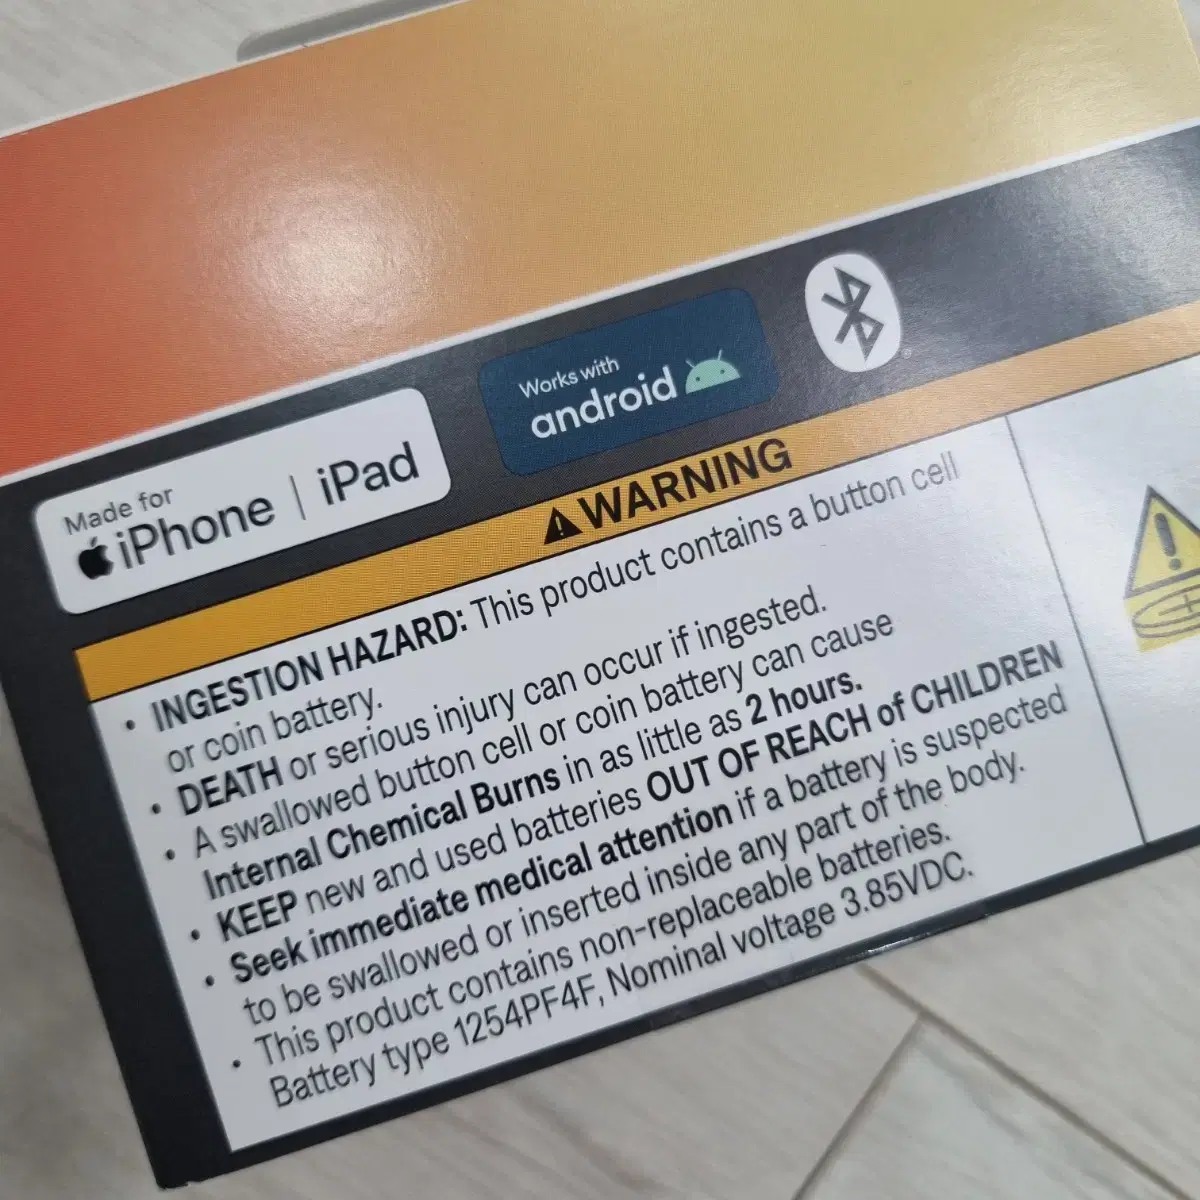 Made for
iPhone | iPad
Works with
android
®
WARNING
• INGESTION HAZARD: This product contains a button cell
or coin battery.
• DEATH or serious injury can occur if ingested.
• A swallowed button cell or coin battery can cause
Internal Chemical Burns in as little as 2 hours.
• KEEP new and used batteries OUT OF REACH of CHILDREN
• Seek immediate medical attention if a battery is suspected
to be swallowed or inserted inside any part of the body.
• This product contains non-replaceable batteries.
Battery type 1254PF4F, Nominal voltage 3.85VDC.